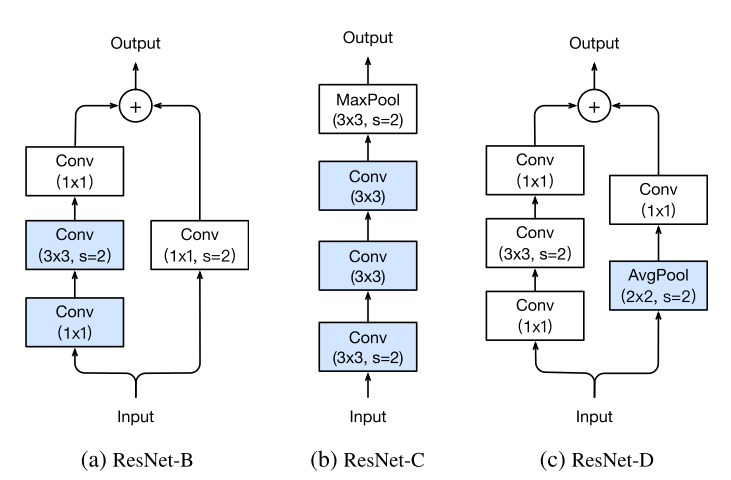 Output
+
Conv
(1x1)
Conv
(3x3, s=2)
Conv
(1x1, s=2)
Conv
(1x1)
Input
(a) ResNet-B
Output
MaxPool
(3x3, s=2)
Conv
(3x3)
Conv
(3x3)
Conv
(3x3, s=2)
Input
(b) ResNet-C
Output
+
Conv
(1x1)
Conv
(1x1)
Conv
(3x3, s=2)
AvgPool
(2x2, s=2)
Conv
(1x1)
Input
(c) ResNet-D